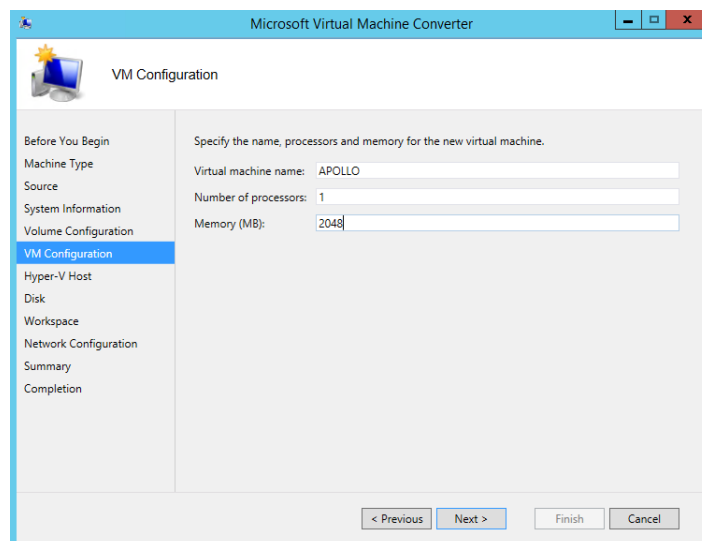 Microsoft Virtual Machine Converter
VM Configuration
Before You Begin
Machine Type
Source
System Information
Volume Configuration
VM Configuration
Hyper-V Host
Disk
Workspace
Network Configuration
Summary
Completion
Specify the name, processors and memory for the new virtual machine.
Virtual machine name: APOLLO
Number of processors: 1
Memory (MB): 2048
< Previous Next > Finish Cancel